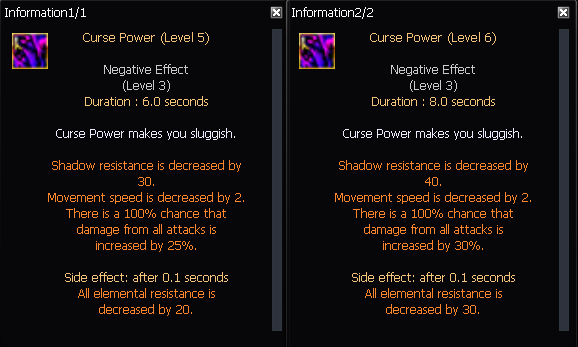 Information1/1
Curse Power (Level 5)
Negative Effect
(Level 3)
Duration : 6.0 seconds
Curse Power makes you sluggish.
Shadow resistance is decreased by
30.
Movement speed is decreased by 2.
There is a 100% chance that
damage from all attacks is
increased by 25%.
Side effect: after 0.1 seconds
All elemental resistance is
decreased by 20.
Information2/2
Curse Power (Level 6)
Negative Effect
(Level 3)
Duration : 8.0 seconds
Curse Power makes you sluggish.
Shadow resistance is decreased by
40.
Movement speed is decreased by 2.
There is a 100% chance that
damage from all attacks is
increased by 30%.
Side effect: after 0.1 seconds
All elemental resistance is
decreased by 30.